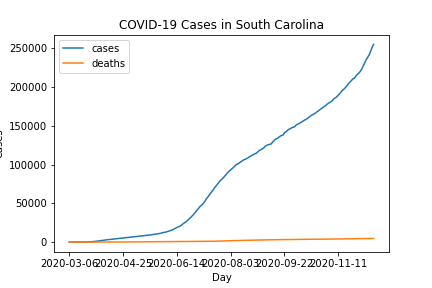 COVID-19 Cases in South Carolina
cases
deaths
250000
200000
150000
100000
50000
0
Cases
2020-03-06 2020-04-25 2020-06-14 2020-08-03 2020-09-22 2020-11-11
Day